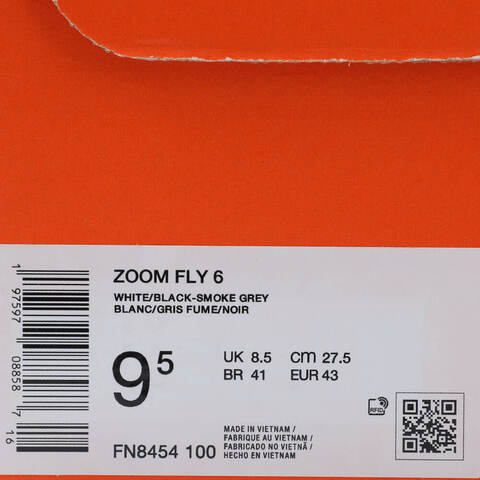 ZOOM FLY 6
WHITE/BLACK-SMOKE GREY
BLANC/GRIS FUME/NOIR
9 5
UK 8.5 cm 27.5
BR 41 EUR 43
FN8454 100
MADE IN VIETNAM /
FABRIQUE AU VIETNAM /
FABRICADO NO VIETNÃ /
HECHO EN VIETNAM
RFID
1 97597 08858 7 16